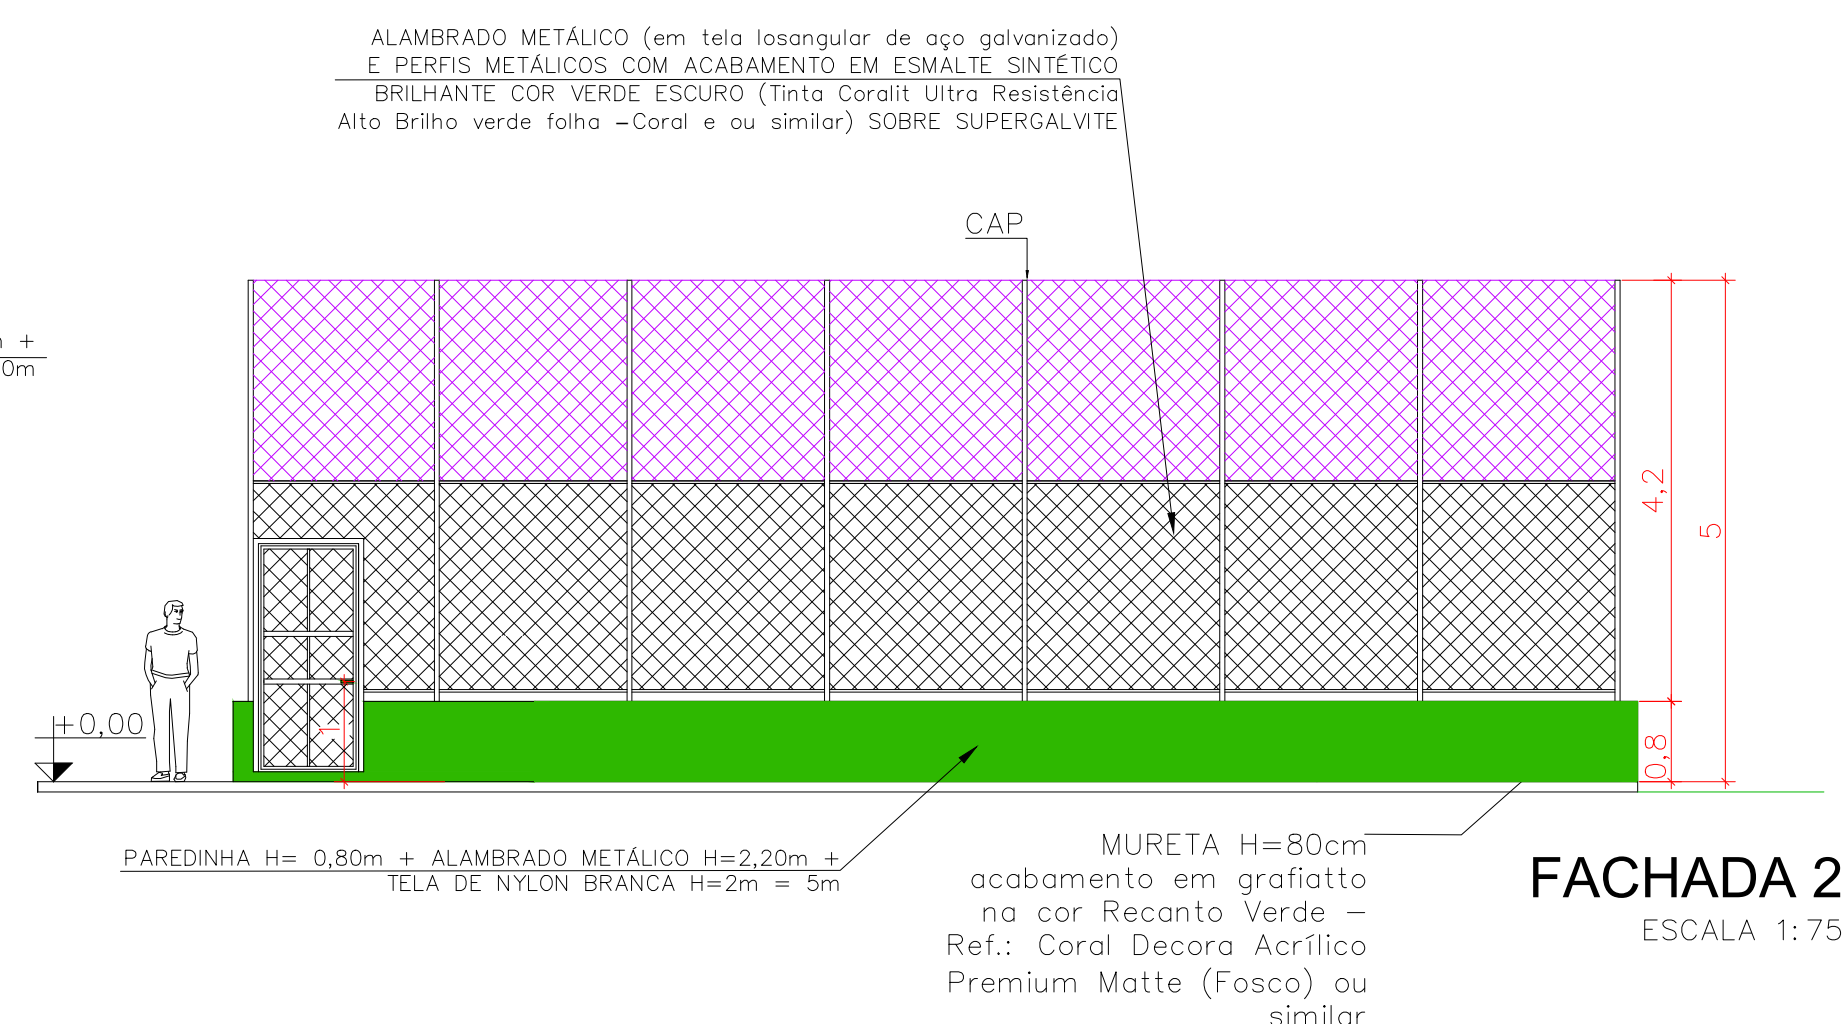 ALAMBRADO METÁLICO (em tela losangular de aço galvanizado)
E PERFIS METÁLICOS COM ACABAMENTO EM ESMALTE SINTÉTICO
BRILHANTE COR VERDE ESCURO (Tinta Coralit Ultra Resistência
Alto Brilho verde folha -Coral e ou similar) SOBRE SUPERGALVITE
CAP
+
0m
4,2
5
+0,00
1
0,8
PAREDINHA H= 0,80m + ALAMBRADO METÁLICO H=2,20m +
TELA DE NYLON BRANCA H=2m = 5m
MURETA H=80cm
acabamento em grafiatto
na cor Recanto Verde -
Ref.: Coral Decora Acrílico
Premium Matte (Fosco) ou
similar
FACHADA 2
ESCALA 1:75